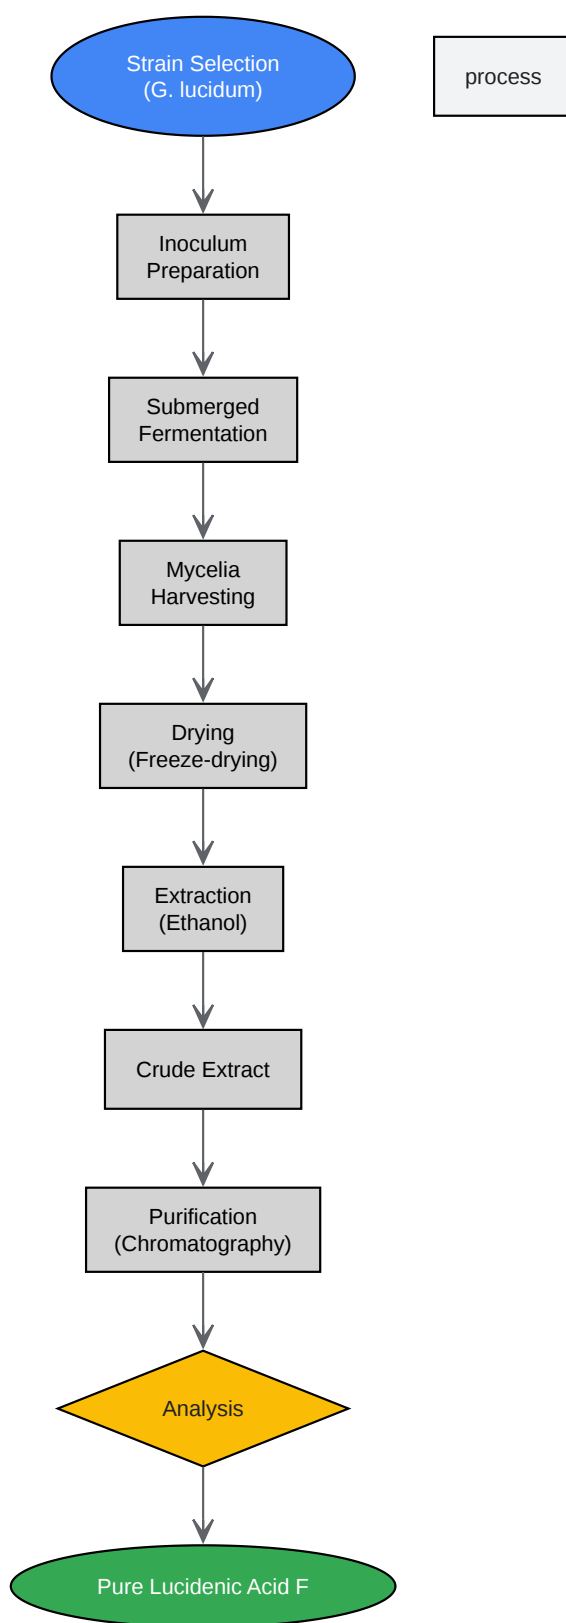 Strain Selection
(G. lucidum)
process
Inoculum
Preparation
Submerged
Fermentation
Mycelia
Harvesting
Drying
(Freeze-drying)
Extraction
(Ethanol)
Crude Extract
Purification
(Chromatography)
Analysis
Pure Lucidenic Acid F